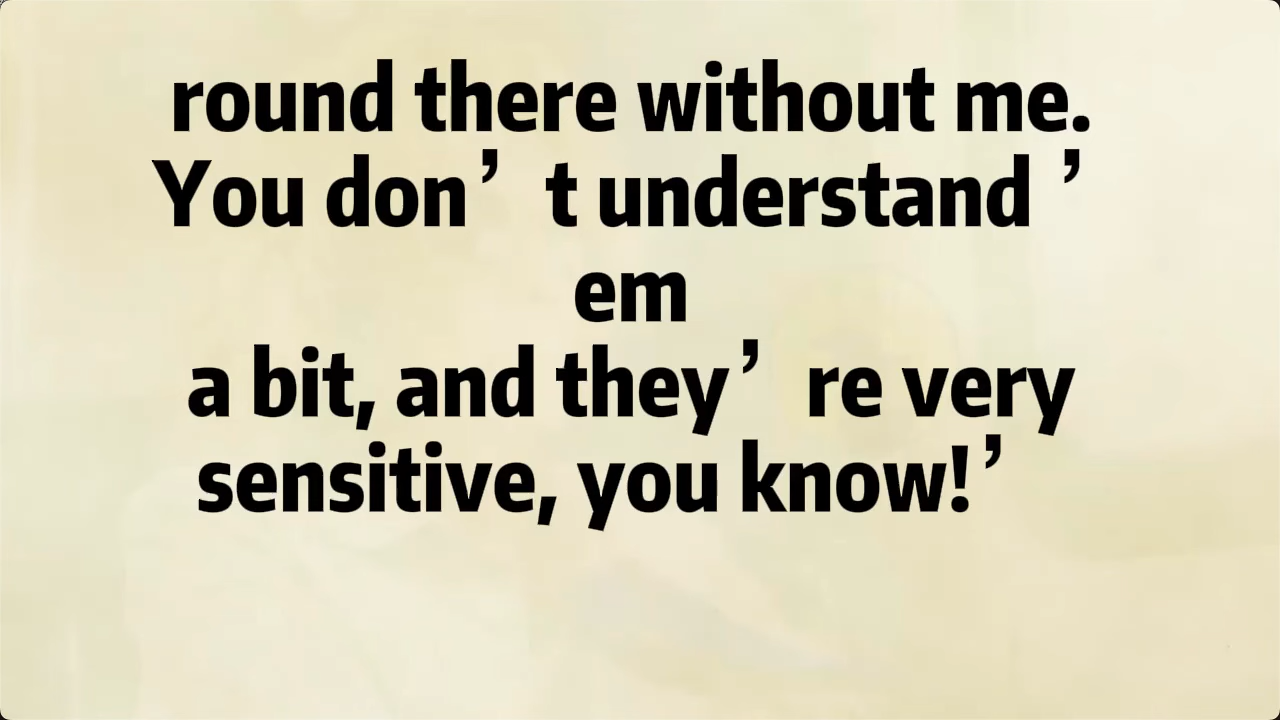 round there without me.
You don’t understand ’
em
a bit, and they’re very
sensitive, you know!’